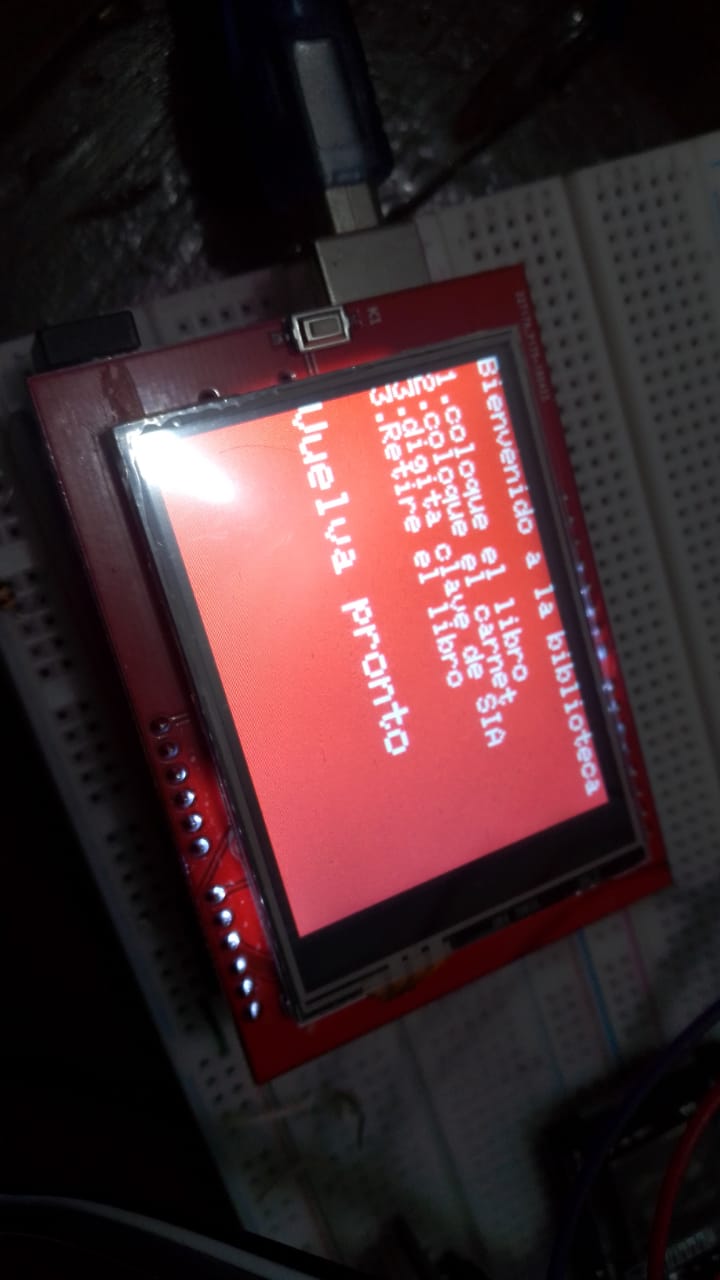 Bienvenido a la biblioteca
1.coloque el libro
2.coloque el carnet
3.digita clave de SIA
3.Retire el libro
Vuelva pronto